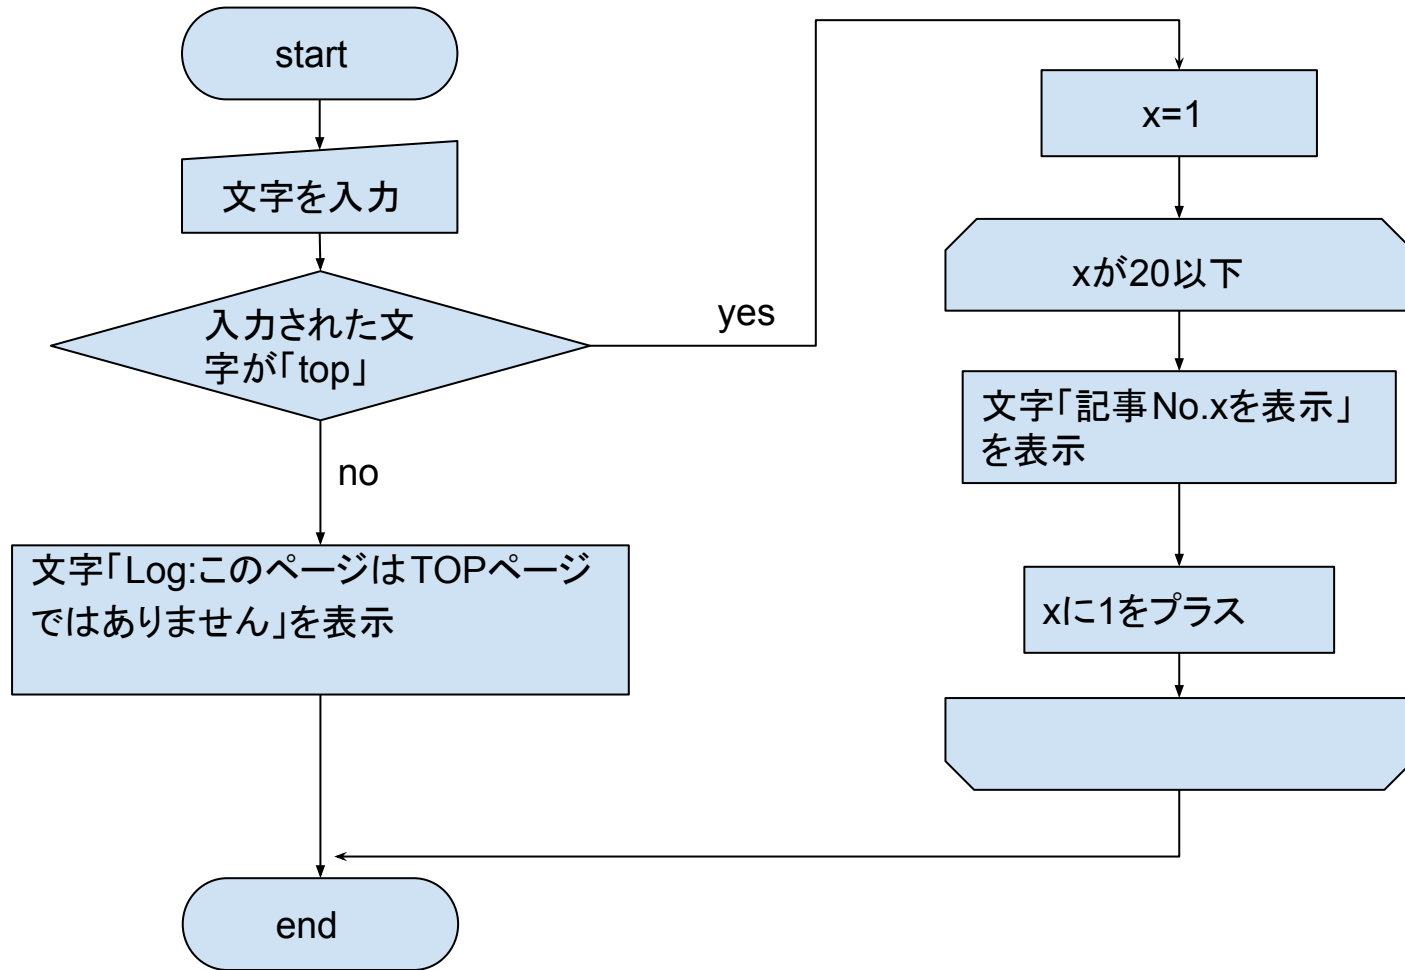 start
文字を入力
入力された文
字が「top」
yes
no
文字「Log:このページはTOPページ
ではありません」を表示
end
x=1
xが20以下
文字「記事No.xを表示」
を表示
xに1をプラス